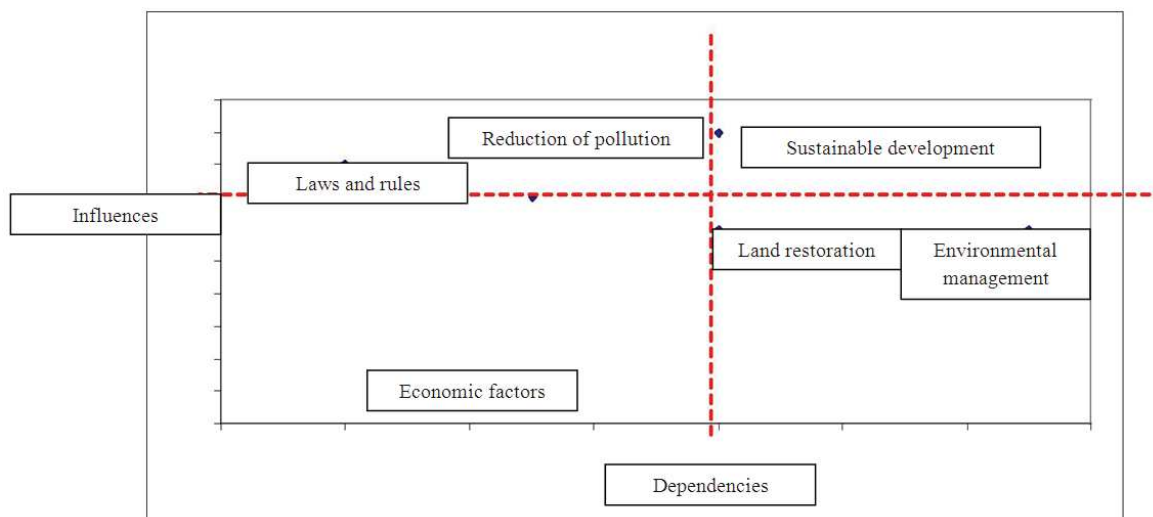 Reduction of pollution
Sustainable development
Laws and rules
Influences
Land restoration
Environmental
management
Economic factors
Dependencies